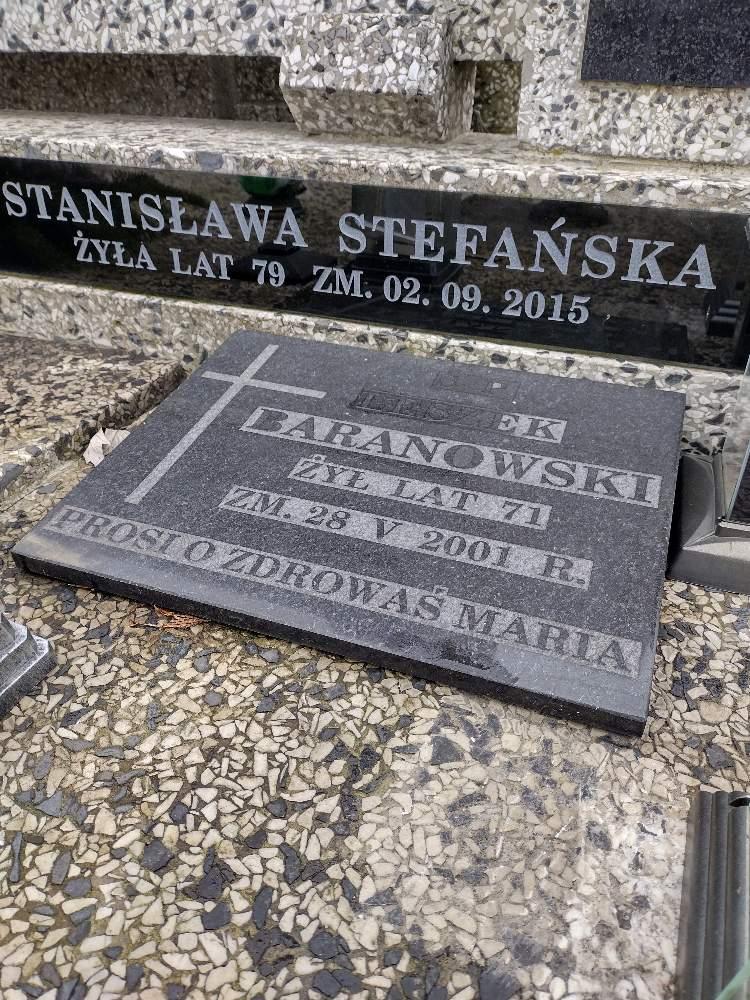 STANISŁAWA STEFAŃSKA
ŻYŁA LAT 79 ZM. 02. 09. 2015
LESZEK
BARANOWSKI
ŻYŁ LAT 71
ZM. 28 V 2001 R.
PROSI O ZDROWAŚ MARIA